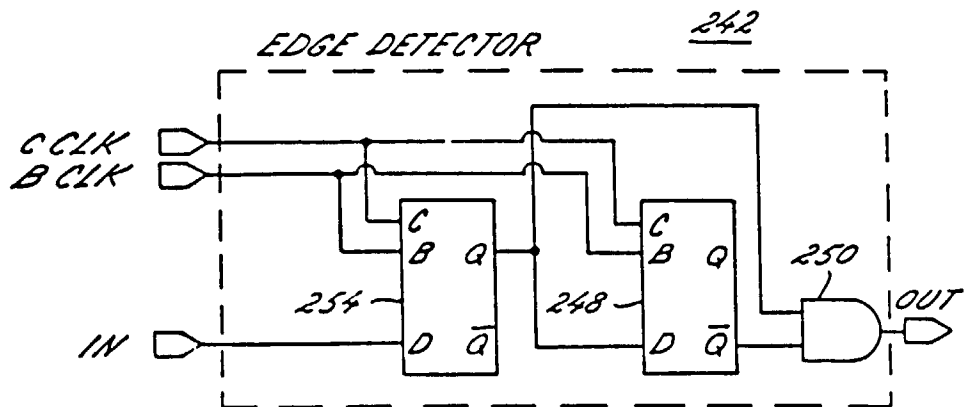 242
EDGE DETECTOR
C CLK
B CLK
C
B Q
254
IN
D Q̅
C
B Q
248
D Q̅
250
OUT